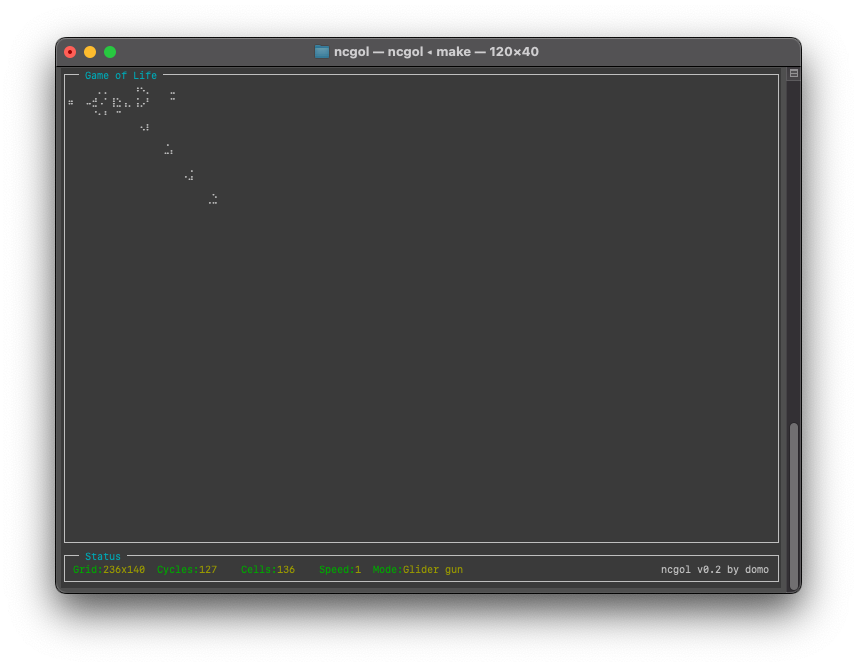 ncgol — ncgol ◂ make — 120×40
Game of Life
Status
Grid:236x140 Cycles:127 Cells:136 Speed:1 Mode:Glider gun ncgol v0.2 by domo